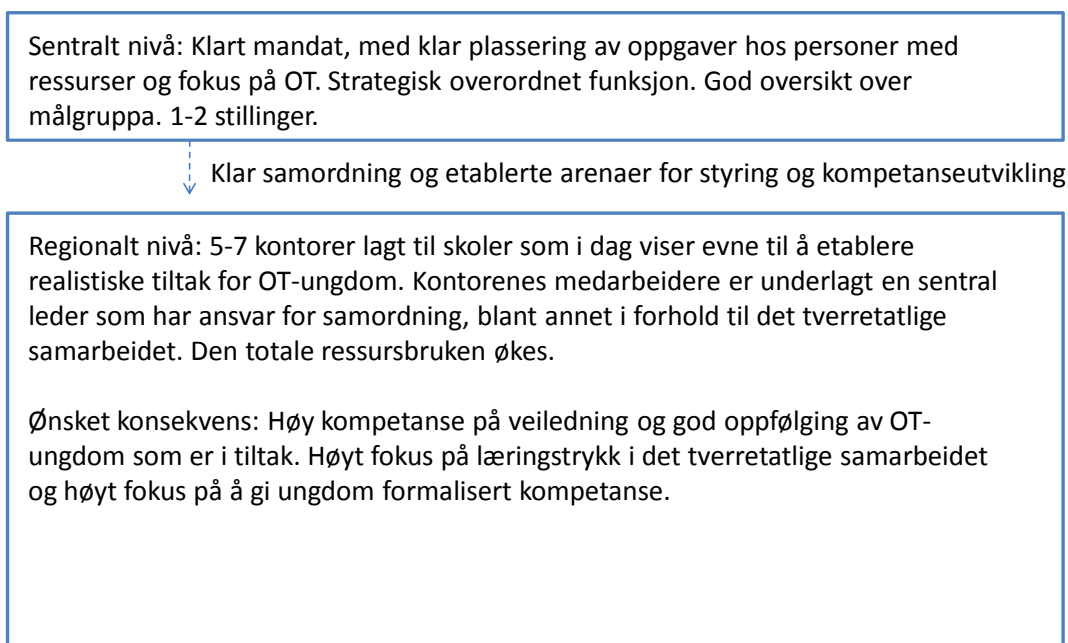 Sentralt nivå: Klart mandat, med klar plassering av oppgaver hos personer med
ressurser og fokus på OT. Strategisk overordnet funksjon. God oversikt over
målgruppa. 1-2 stillinger.
Klar samordning og etablerte arenaer for styring og kompetanseutvikling
Regionalt nivå: 5-7 kontorer lagt til skoler som i dag viser evne til å etablere
realistiske tiltak for OT-ungdom. Kontorenes medarbeidere er underlagt en sentral
leder som har ansvar for samordning, blant annet i forhold til det tverretatlige
samarbeidet. Den totale ressursbruken økes.
Ønsket konsekvens: Høy kompetanse på veiledning og god oppfølging av OT-
ungdom som er i tiltak. Høyt fokus på læringstrykk i det tverretatlige samarbeidet
og høyt fokus på å gi ungdom formalisert kompetanse.